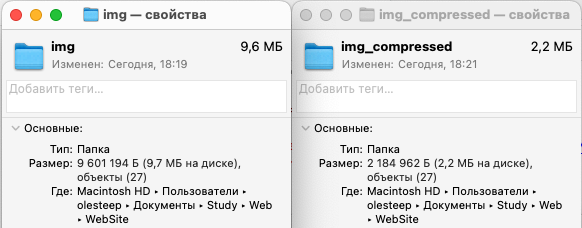 img — свойства
img 9,6 МБ
Изменен: Сегодня, 18:19
Добавить теги...
Основные:
Тип: Папка
Размер: 9 601 194 Б (9,7 МБ на диске),
объекты (27)
Где: Macintosh HD ▸ Пользователи ▸
olesteep ▸ Документы ▸ Study ▸ Web
▸ WebSite
img_compressed — свойства
img_compressed 2,2 МБ
Изменен: Сегодня, 18:21
Добавить теги...
Основные:
Тип: Папка
Размер: 2 184 962 Б (2,2 МБ на диске),
объекты (27)
Где: Macintosh HD ▸ Пользователи ▸
olesteep ▸ Документы ▸ Study ▸ Web
▸ WebSite